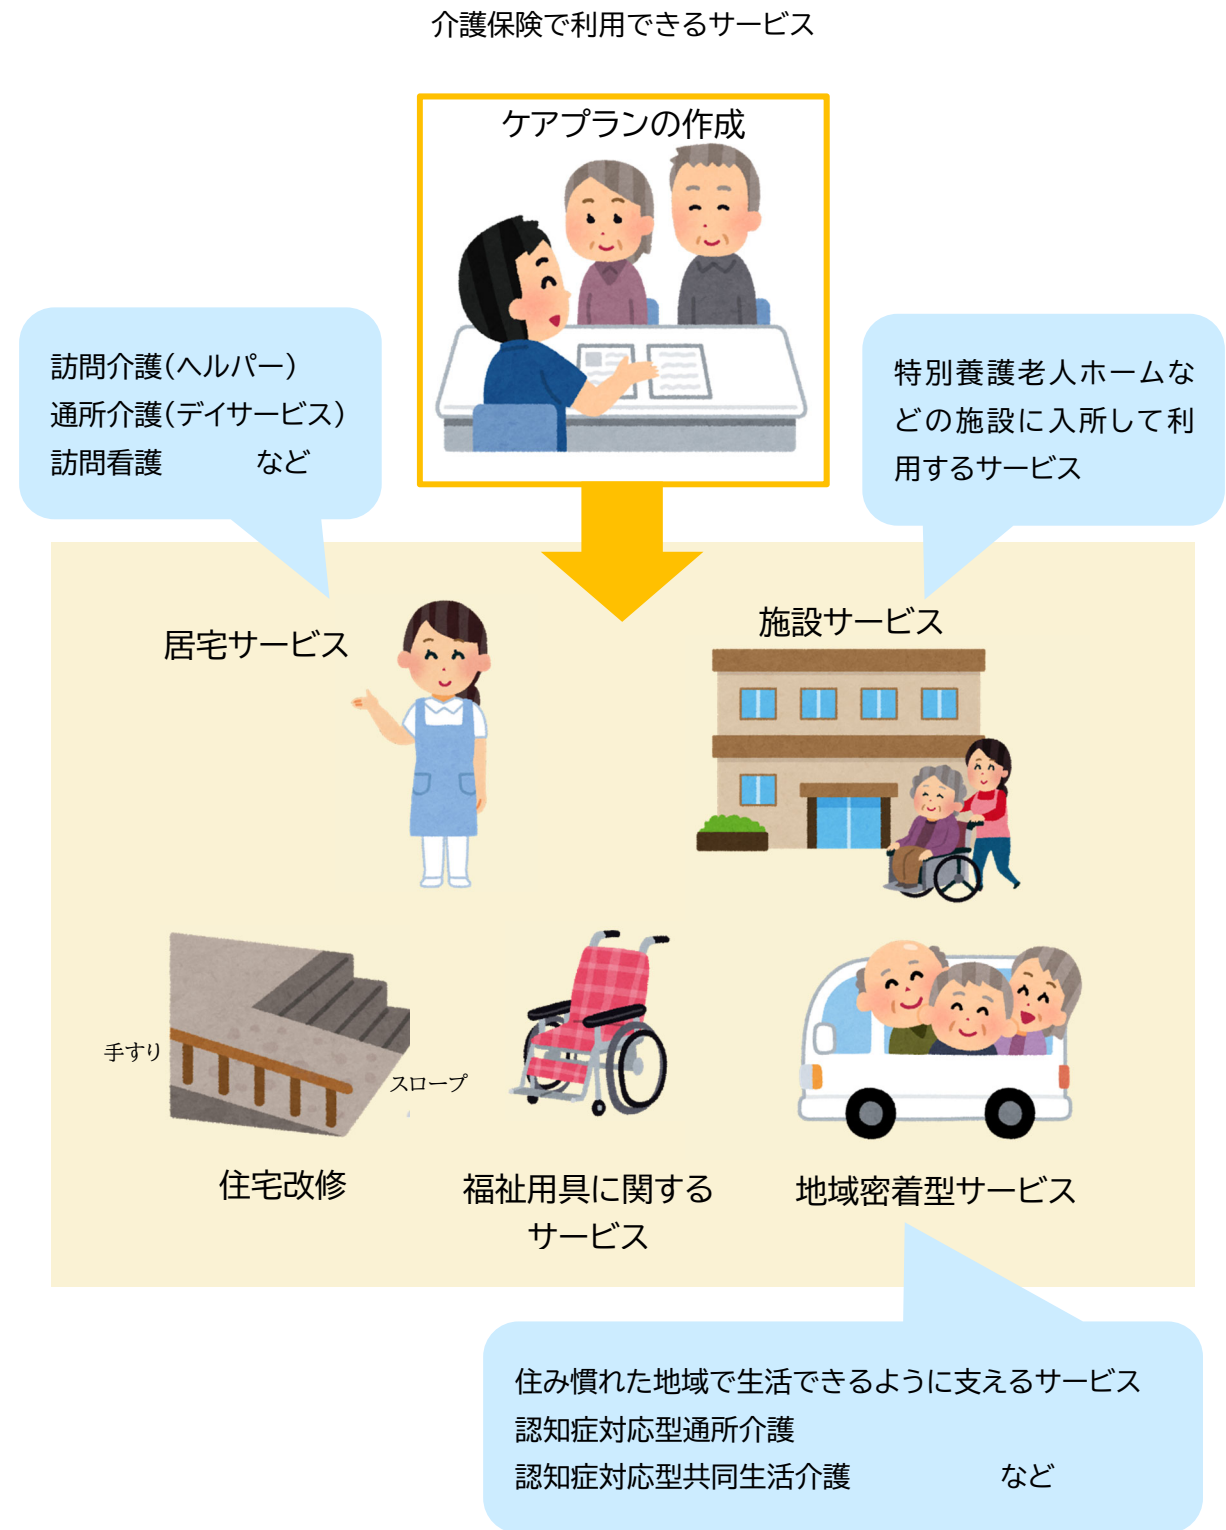 介護保険で利用できるサービス
ケアプランの作成
訪問介護(ヘルパー)
通所介護(デイサービス)
訪問看護　　　など
特別養護老人ホームな
どの施設に入所して利
用するサービス
居宅サービス
施設サービス
手すり
スロープ
住宅改修
福祉用具に関する
サービス
地域密着型サービス
住み慣れた地域で生活できるように支えるサービス
認知症対応型通所介護
認知症対応型共同生活介護　　　　　など